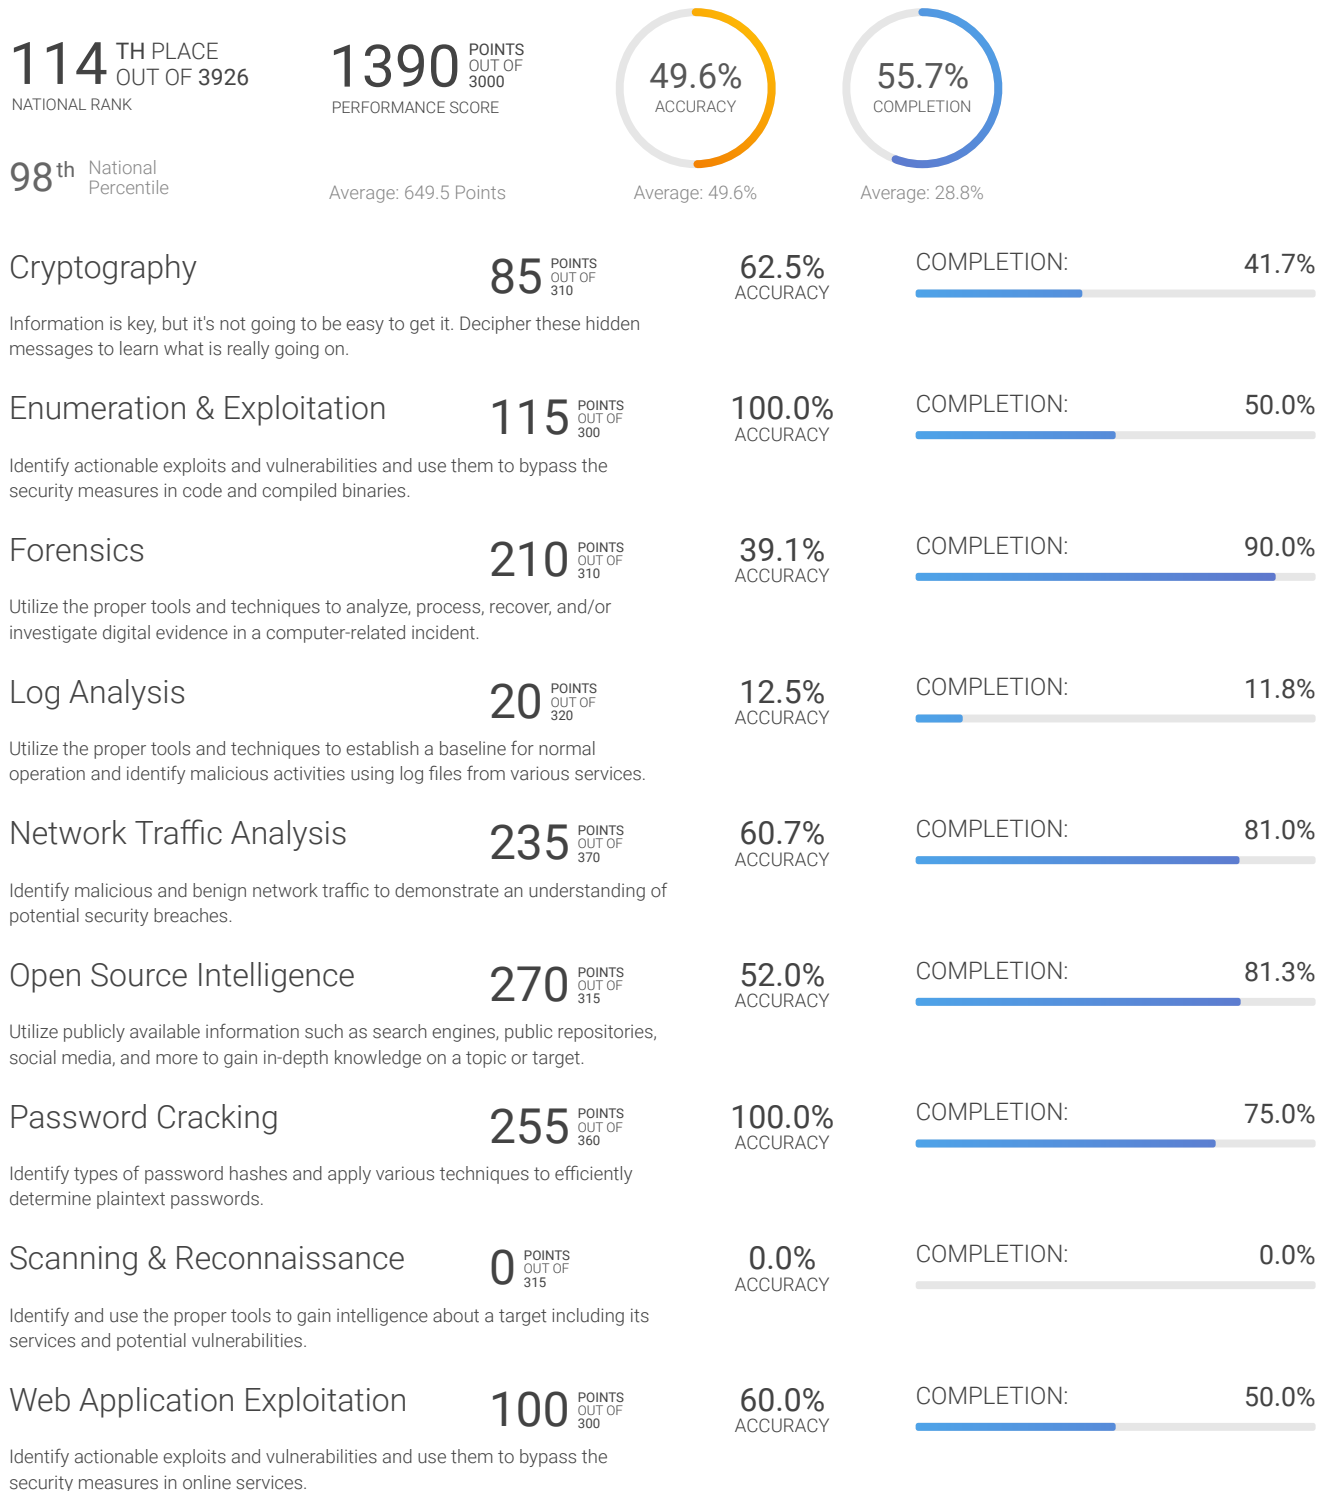 114 TH PLACE
OUT OF 3926
NATIONAL RANK
98th National
Percentile
1390 POINTS
OUT OF
3000
PERFORMANCE SCORE
Average: 649.5 Points
49.6%
ACCURACY
Average: 49.6%
55.7%
COMPLETION
Average: 28.8%
Cryptography
85 POINTS
OUT OF
310
62.5%
ACCURACY
COMPLETION: 41.7%
Information is key, but it's not going to be easy to get it. Decipher these hidden
messages to learn what is really going on.
Enumeration & Exploitation
115 POINTS
OUT OF
300
100.0%
ACCURACY
COMPLETION: 50.0%
Identify actionable exploits and vulnerabilities and use them to bypass the
security measures in code and compiled binaries.
Forensics
210 POINTS
OUT OF
310
39.1%
ACCURACY
COMPLETION: 90.0%
Utilize the proper tools and techniques to analyze, process, recover, and/or
investigate digital evidence in a computer-related incident.
Log Analysis
20 POINTS
OUT OF
320
12.5%
ACCURACY
COMPLETION: 11.8%
Utilize the proper tools and techniques to establish a baseline for normal
operation and identify malicious activities using log files from various services.
Network Traffic Analysis
235 POINTS
OUT OF
370
60.7%
ACCURACY
COMPLETION: 81.0%
Identify malicious and benign network traffic to demonstrate an understanding of
potential security breaches.
Open Source Intelligence
270 POINTS
OUT OF
315
52.0%
ACCURACY
COMPLETION: 81.3%
Utilize publicly available information such as search engines, public repositories,
social media, and more to gain in-depth knowledge on a topic or target.
Password Cracking
255 POINTS
OUT OF
360
100.0%
ACCURACY
COMPLETION: 75.0%
Identify types of password hashes and apply various techniques to efficiently
determine plaintext passwords.
Scanning & Reconnaissance
0 POINTS
OUT OF
315
0.0%
ACCURACY
COMPLETION: 0.0%
Identify and use the proper tools to gain intelligence about a target including its
services and potential vulnerabilities.
Web Application Exploitation
100 POINTS
OUT OF
300
60.0%
ACCURACY
COMPLETION: 50.0%
Identify actionable exploits and vulnerabilities and use them to bypass the
security measures in online services.